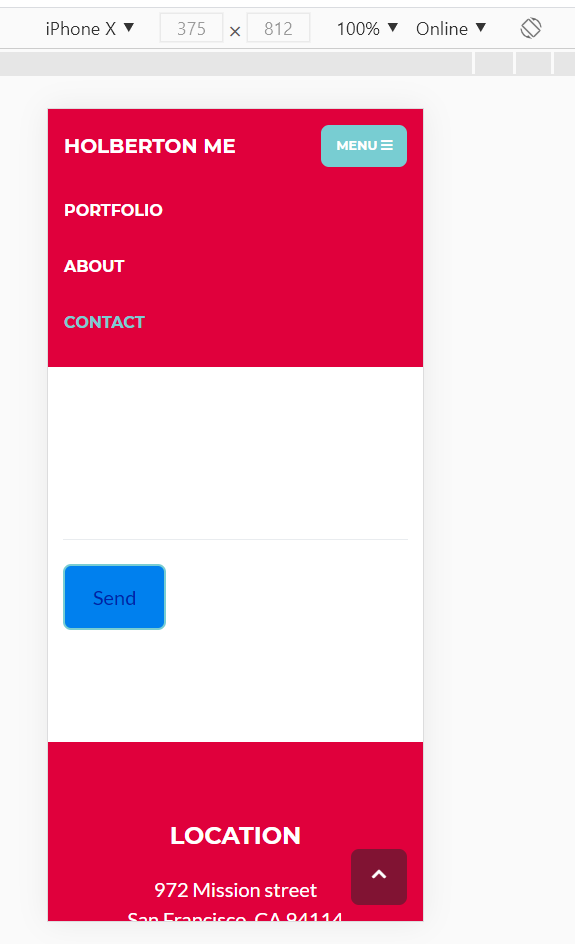 iPhone X ▼ 375 × 812 100% ▼ Online ▼
HOLBERTON ME
MENU
PORTFOLIO
ABOUT
CONTACT
Send
LOCATION
972 Mission street
San Francisco, CA 94114